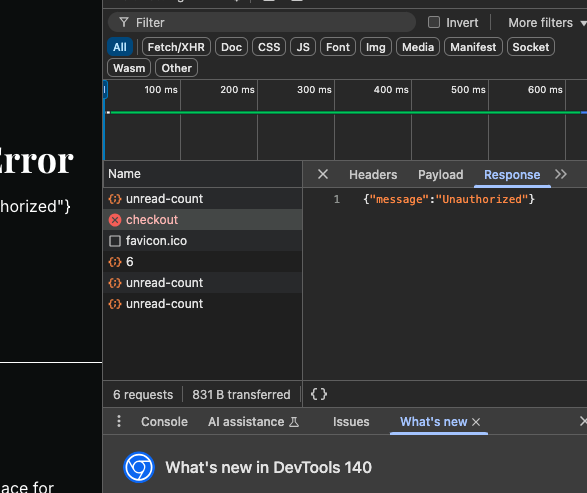 Filter
Invert
More filters
All
Fetch/XHR
Doc
CSS
JS
Font
Img
Media
Manifest
Socket
Wasm
Other
100 ms
200 ms
300 ms
400 ms
500 ms
600 ms
Error
horized"}
Name
Headers
Payload
Response
unread-count
1 {"message":"Unauthorized"}
checkout
favicon.ico
6
unread-count
unread-count
6 requests
831 B transferred
{}
Console
AI assistance
Issues
What's new
What's new in DevTools 140
ace for